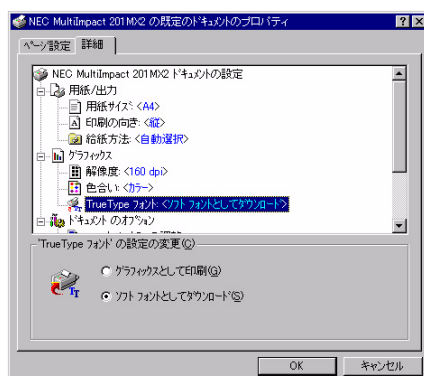 NEC MultiImpact 201MX2 の既定のドキュメントのプロパティ
ページ設定 詳細
NEC MultiImpact 201MX2 ドキュメントの設定
用紙/出力
用紙サイズ: <A4>
印刷の向き: <縦>
給紙方法: <自動選択>
グラフィックス
解像度: <160 dpi>
色合い: <カラー>
TrueType フォント: <ソフト フォントとしてダウンロード>
ドキュメント のオプション
'TrueType フォント' の設定の変更(C)
グラフィックスとして印刷(G)
ソフト フォントとしてダウンロード(S)
OK キャンセル